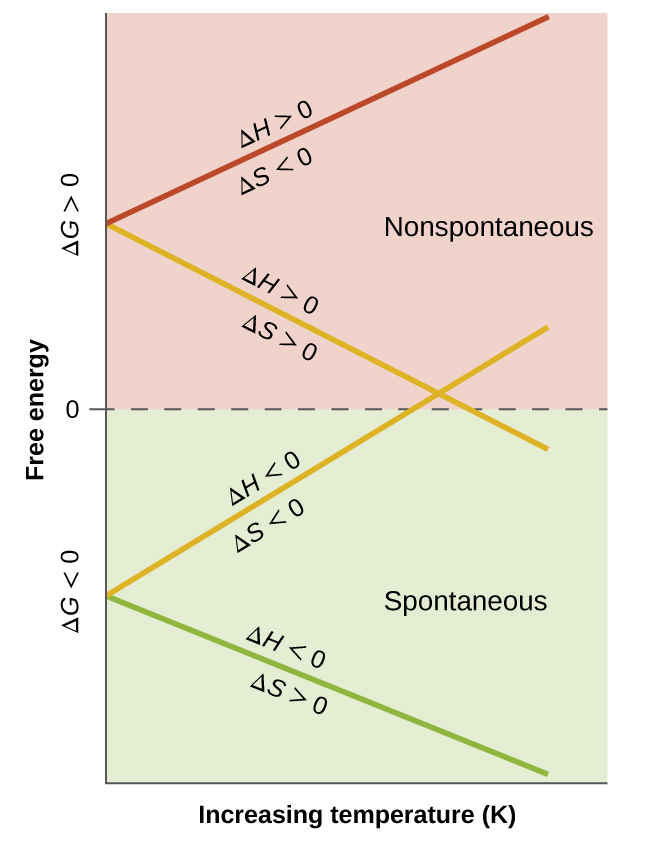 ΔH > 0
ΔS < 0
ΔG > 0
Nonspontaneous
ΔH > 0
ΔS > 0
Free energy
0
ΔH < 0
ΔS < 0
ΔG < 0
Spontaneous
ΔH < 0
ΔS > 0
Increasing temperature (K)